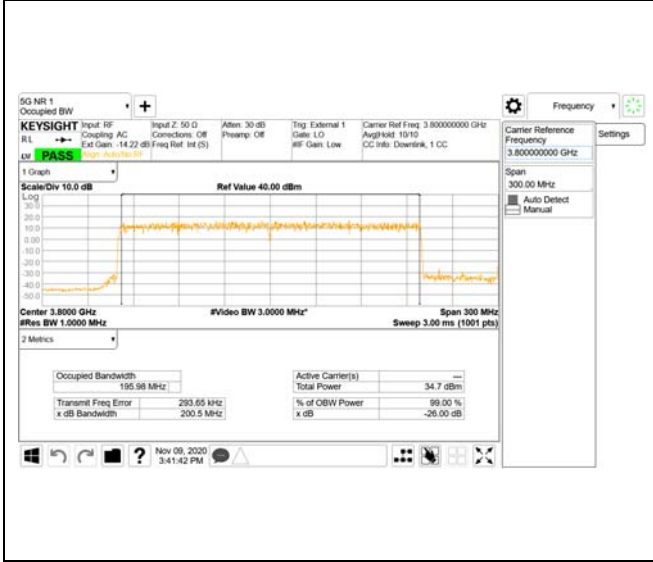 5G NR 1
Occupied BW
Frequency
KEYSIGHT
Input: RF
Input Z: 50 Ω
Atten: 30 dB
Trig: External 1
Carrier Ref Freq: 3.800000000 GHz
R L
Coupling: AC
Corrections: Off
Preamp: Off
Gate: LO
Avg|Hold: 10/10
Ext Gain: -14.22 dB
Freq Ref: Int (S)
#IF Gain: Low
CC Info: Downlink, 1 CC
PASS
Align: Auto/No RF
Carrier Reference
Frequency
3.800000000 GHz
Settings
Span
300.00 MHz
Auto Detect
Manual
1 Graph
Scale/Div 10.0 dB
Ref Value 40.00 dBm
Log
30.0
20.0
10.0
0.00
-10.0
-20.0
-30.0
-40.0
-50.0
Center 3.8000 GHz
#Video BW 3.0000 MHz*
Span 300 MHz
#Res BW 1.0000 MHz
Sweep 3.00 ms (1001 pts)
2 Metrics
Occupied Bandwidth
195.98 MHz
Active Carrier(s)
---
Total Power
34.7 dBm
Transmit Freq Error
293.65 kHz
% of OBW Power
99.00 %
x dB Bandwidth
200.5 MHz
x dB
-26.00 dB
?
Nov 09, 2020
3:41:42 PM